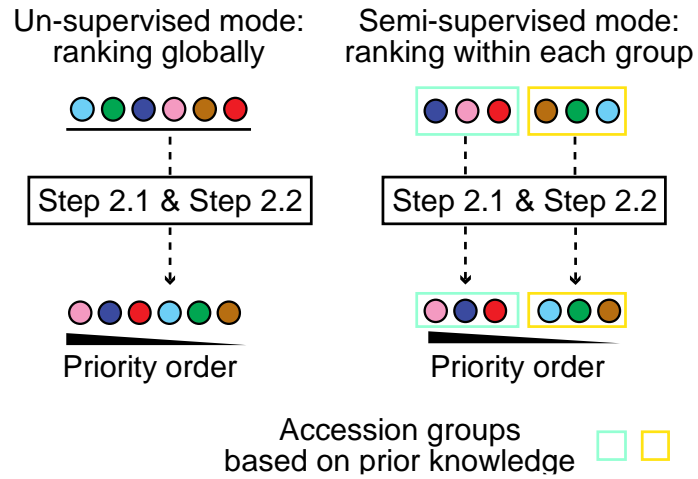 Un-supervised mode:
ranking globally
Semi-supervised mode:
ranking within each group
Step 2.1 & Step 2.2
Step 2.1 & Step 2.2
Priority order
Priority order
Accession groups
based on prior knowledge